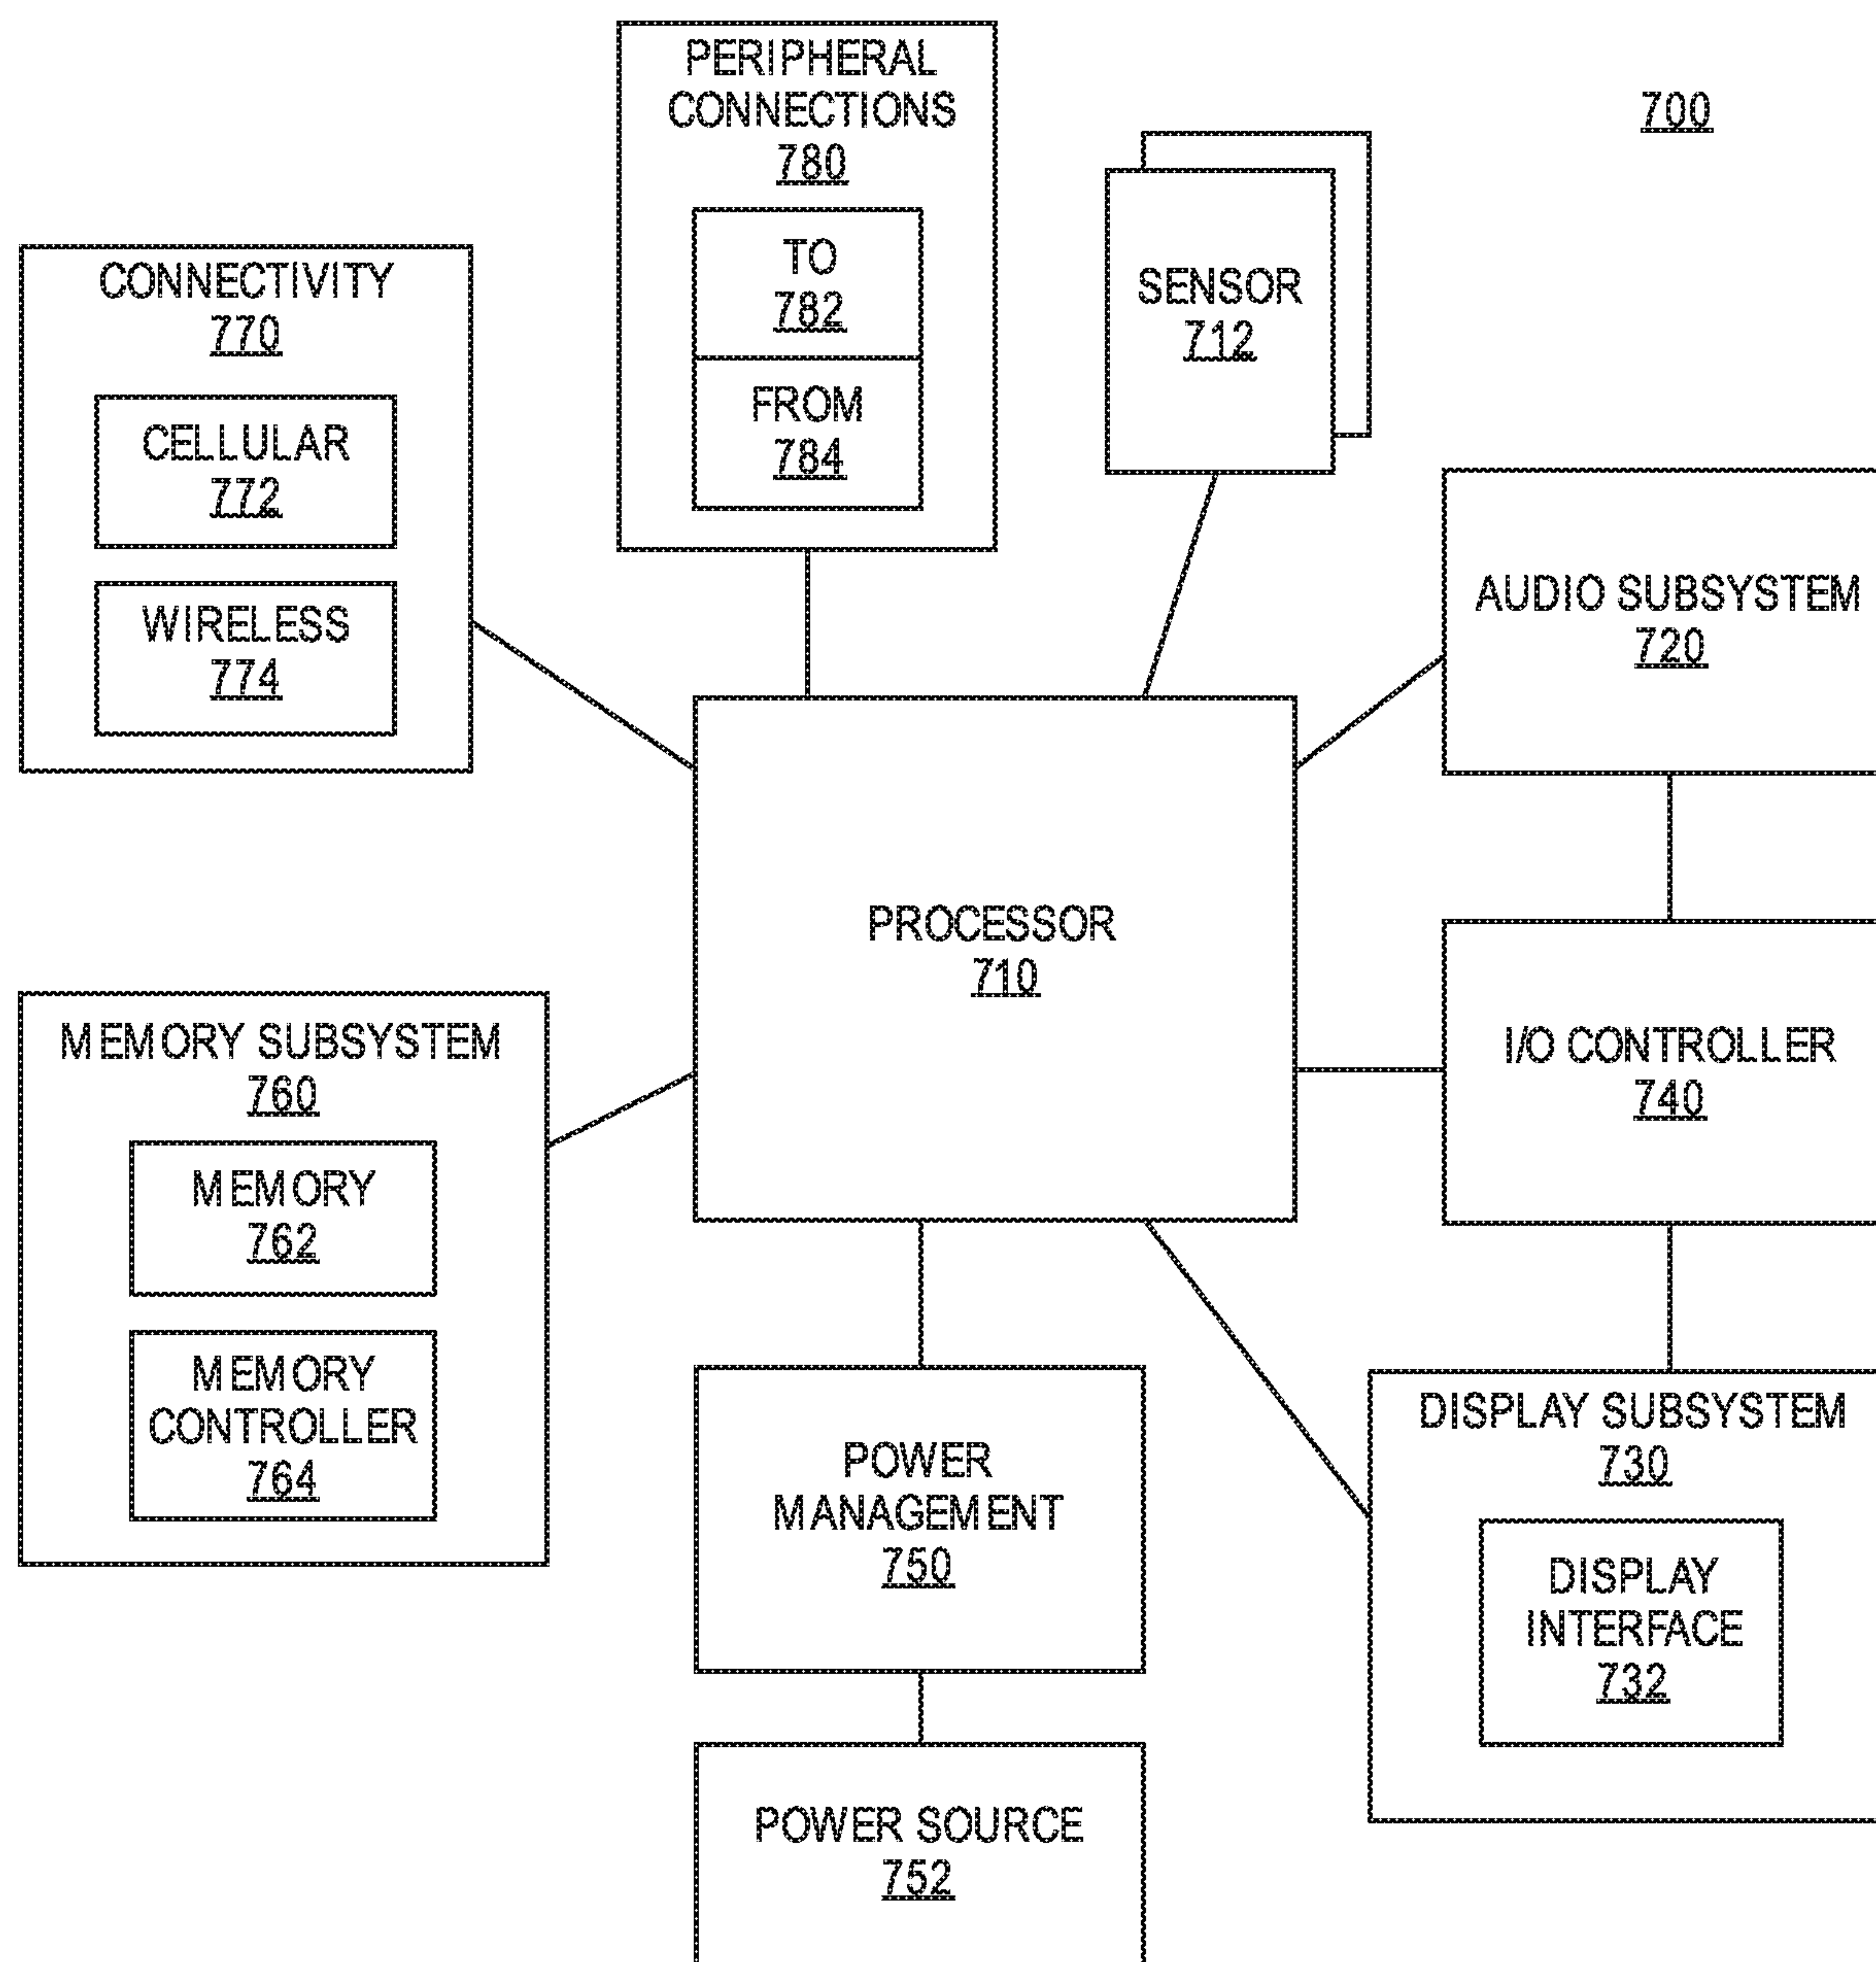 PERIPHERAL
CONNECTIONS
780
TO
782
FROM
784
700
SENSOR
712
CONNECTIVITY
770
CELLULAR
772
WIRELESS
774
AUDIO SUBSYSTEM
720
PROCESSOR
710
I/O CONTROLLER
740
MEMORY SUBSYSTEM
760
MEMORY
762
MEMORY
CONTROLLER
764
POWER
MANAGEMENT
750
DISPLAY SUBSYSTEM
730
DISPLAY
INTERFACE
732
POWER SOURCE
752